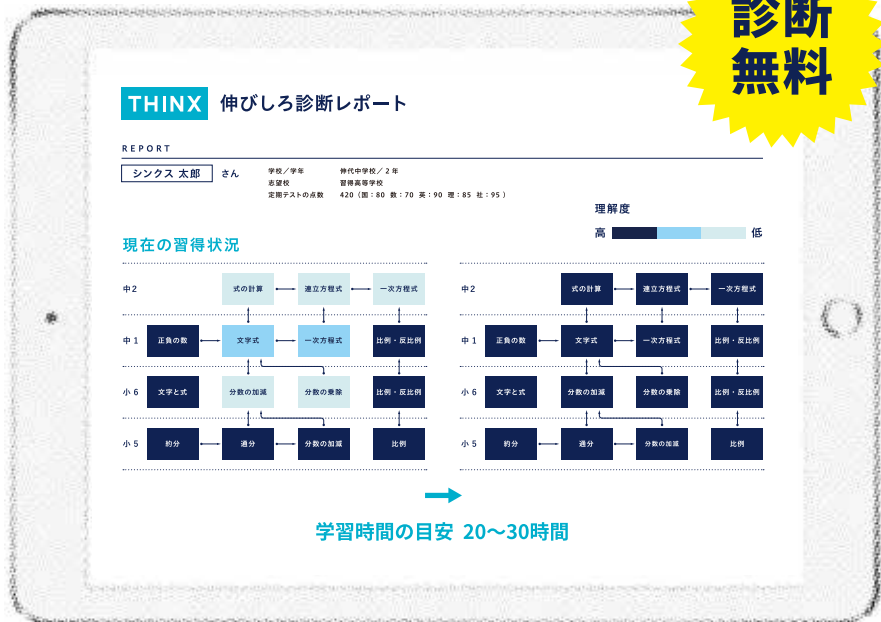 診断
無料
THINX 伸びしろ診断レポート
REPORT
シンクス 太郎 さん
学校／学年 伸代中学校／2年
志望校 習得高等学校
定期テストの点数 420（国：80 数：70 英：90 理：85 社：95）
理解度
高 低
現在の習得状況
中2 式の計算 連立方程式 一次方程式
中1 正負の数 文字式 一次方程式 比例・反比例
小6 文字と式 分数の加減 分数の乗除 比例・反比例
小5 約分 通分 分数の加減 比例
中2 式の計算 連立方程式 一次方程式
中1 正負の数 文字式 一次方程式 比例・反比例
小6 文字と式 分数の加減 分数の乗除 比例・反比例
小5 約分 通分 分数の加減 比例
学習時間の目安 20〜30時間